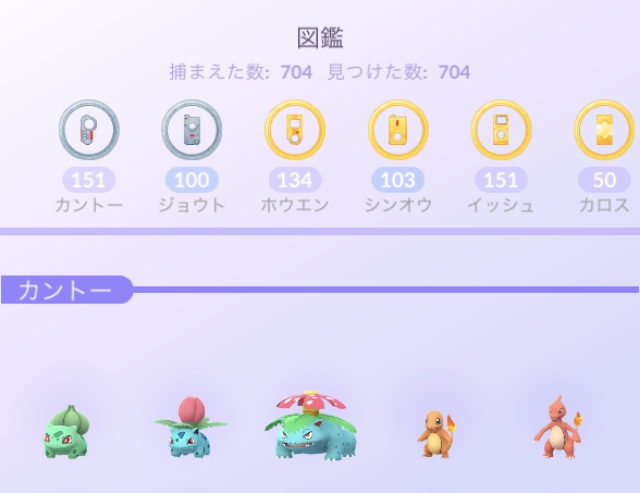 図鑑
捕まえた数: 704 見つけた数: 704
151 100 134 103 151 50
カントー ジョウト ホウエン シンオウ イッシュ カロス
カントー